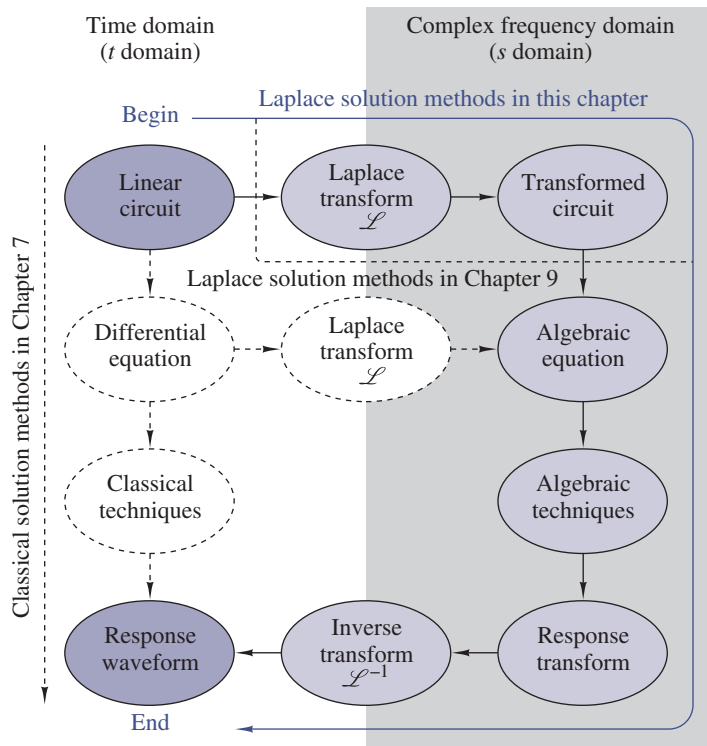 Time domain
(t domain)
Complex frequency domain
(s domain)
Begin
Laplace solution methods in this chapter
Linear
circuit
Laplace
transform
ℒ
Transformed
circuit
Laplace solution methods in Chapter 9
Classical solution methods in Chapter 7
Differential
equation
Laplace
transform
ℒ
Algebraic
equation
Classical
techniques
Algebraic
techniques
Response
waveform
Inverse
transform
ℒ⁻¹
Response
transform
End